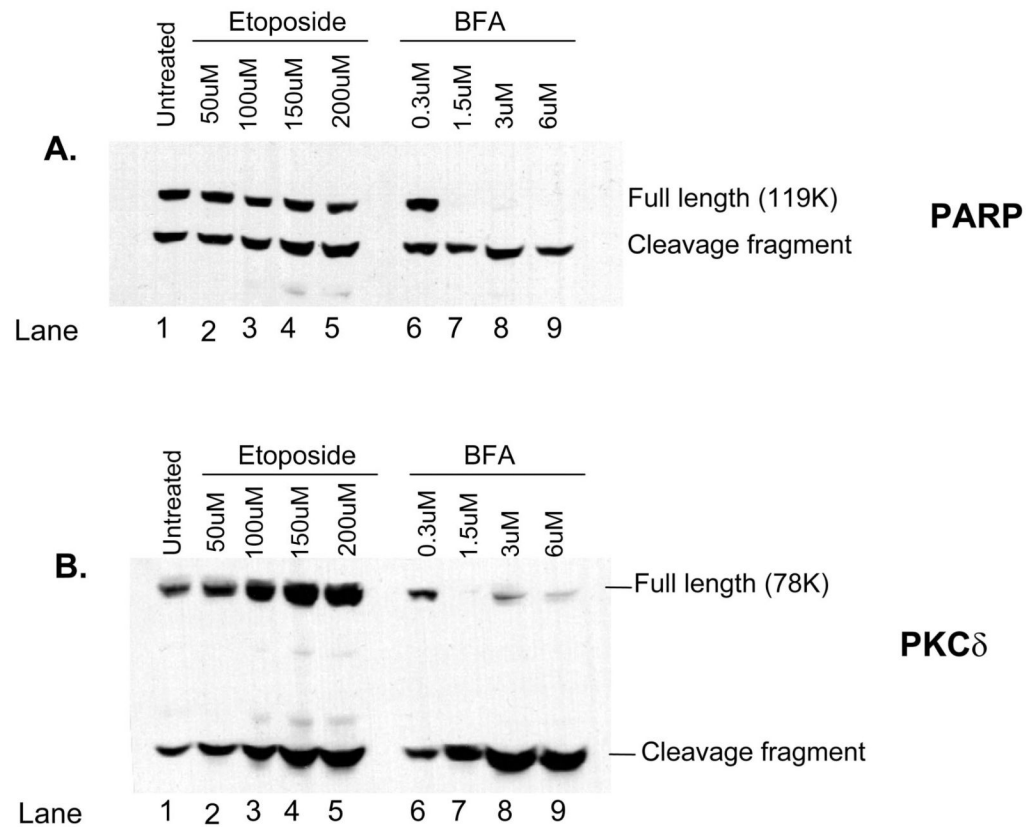 Etoposide BFA
Untreated 50uM 100uM 150uM 200uM 0.3uM 1.5uM 3uM 6uM
A.
Full length (119K)
PARP
Cleavage fragment
Lane 1 2 3 4 5 6 7 8 9
Etoposide BFA
Untreated 50uM 100uM 150uM 200uM 0.3uM 1.5uM 3uM 6uM
B.
Full length (78K)
PKCδ
Cleavage fragment
Lane 1 2 3 4 5 6 7 8 9